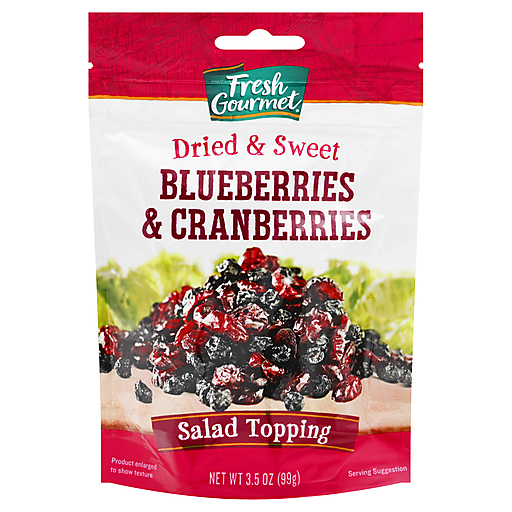 Fresh
Gourmet®
Dried & Sweet
BLUEBERRIES
& CRANBERRIES
Salad Topping
Product enlarged
to show texture
NET WT 3.5 OZ (99g)
Serving Suggestion